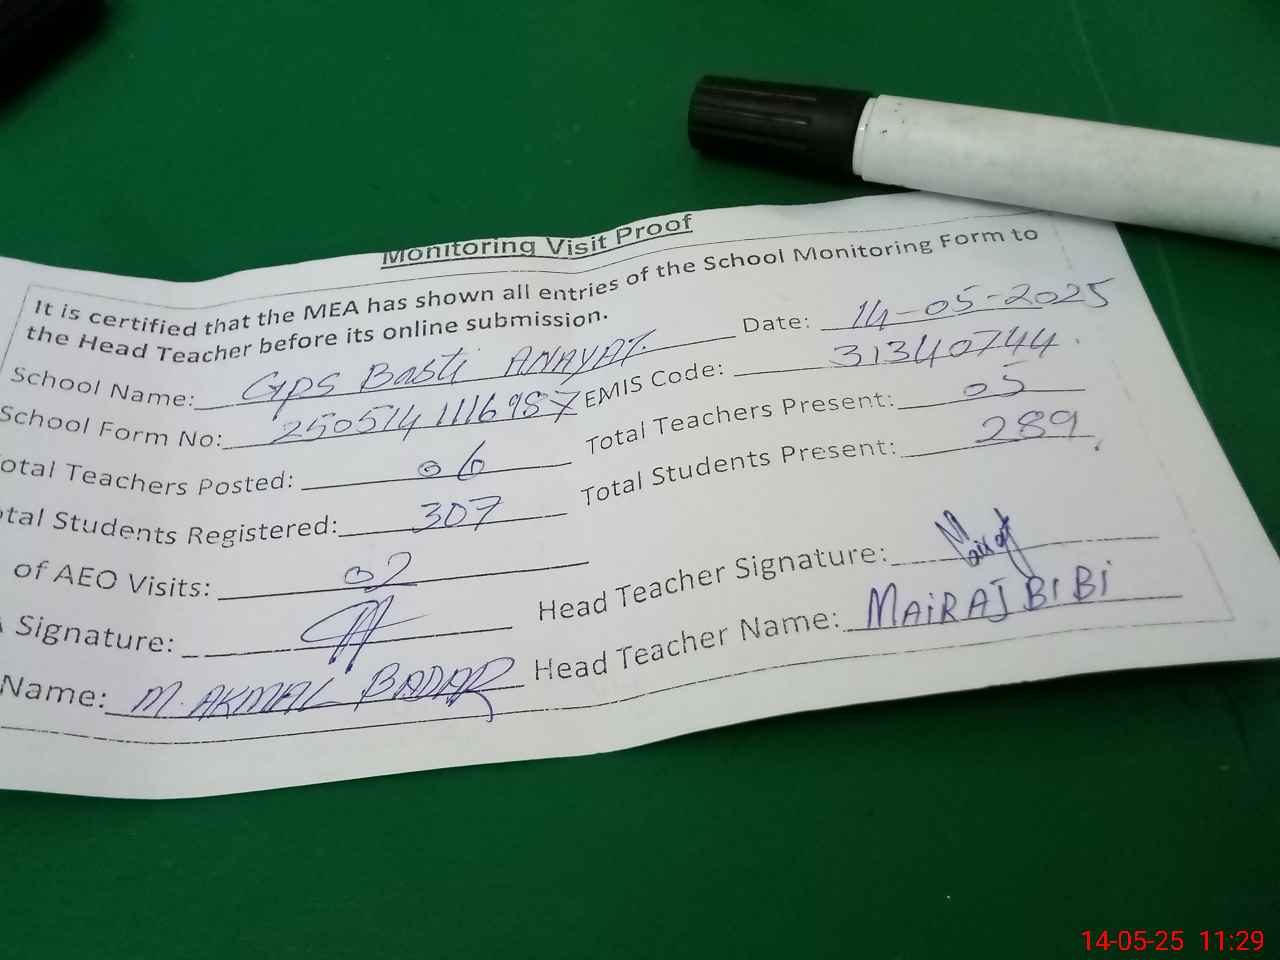 Monitoring Visit Proof
It is certified that the MEA has shown all entries of the School Monitoring Form to
the Head Teacher before its online submission.
School Name: GPS Basti ANAYAT Date: 14-05-2025
School Form No: 2505141116987 EMIS Code: 31340744
otal Teachers Posted: 06 Total Teachers Present: 05
tal Students Registered: 307 Total Students Present: 289
of AEO Visits: 02
Signature: Head Teacher Signature: Mairaj
Name: M. AKMAL BADAR Head Teacher Name: MAiRAJ BiBi
14-05-25 11:29